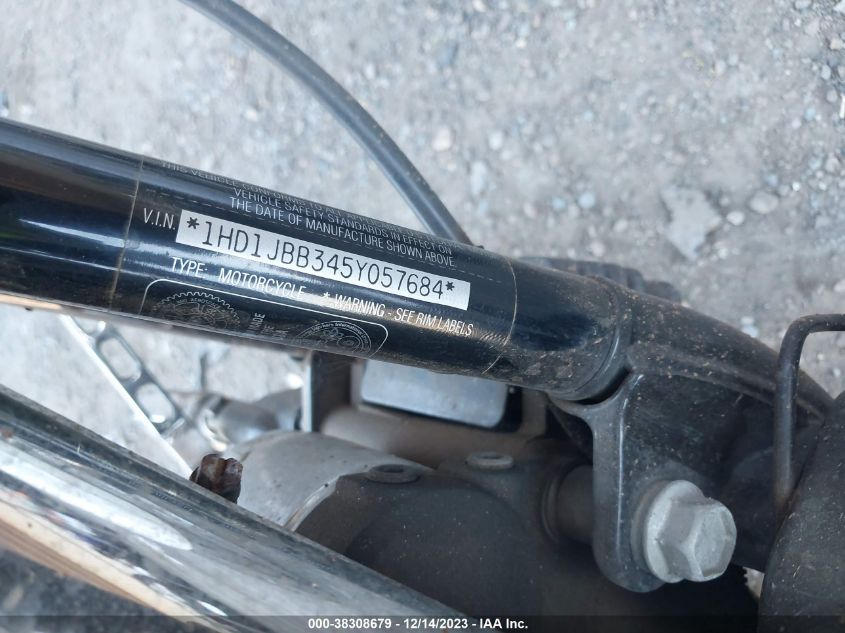 THIS VEHICLE CONFORMS TO ALL APPLICABLE
VEHICLE SAFETY STANDARDS IN EFFECT ON
THE DATE OF MANUFACTURE SHOWN ABOVE.
V.I.N. *1HD1JBB345Y057684*
TYPE: MOTORCYCLE * WARNING - SEE RIM LABELS
MADE
000-38308679 - 12/14/2023 - IAA Inc.